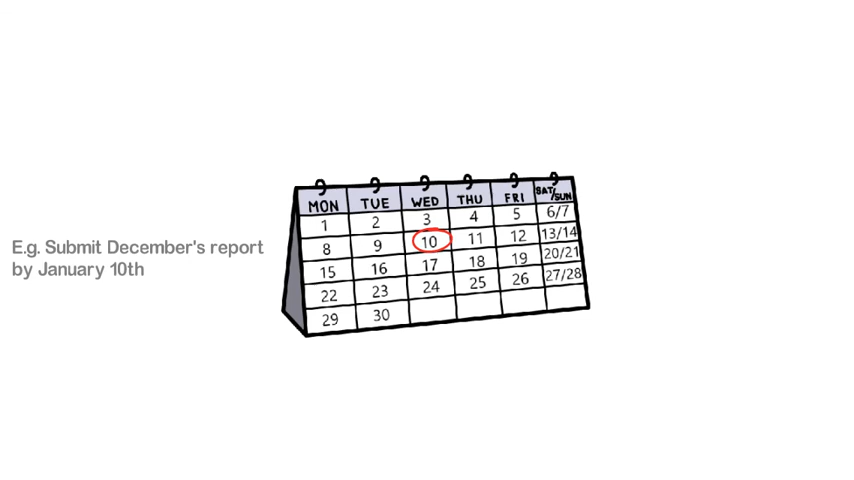 E.g. Submit December's report
by January 10th
MON TUE WED THU FRI SAT/SUN
1 2 3 4 5 6/7
8 9 10 11 12 13/14
15 16 17 18 19 20/21
22 23 24 25 26 27/28
29 30